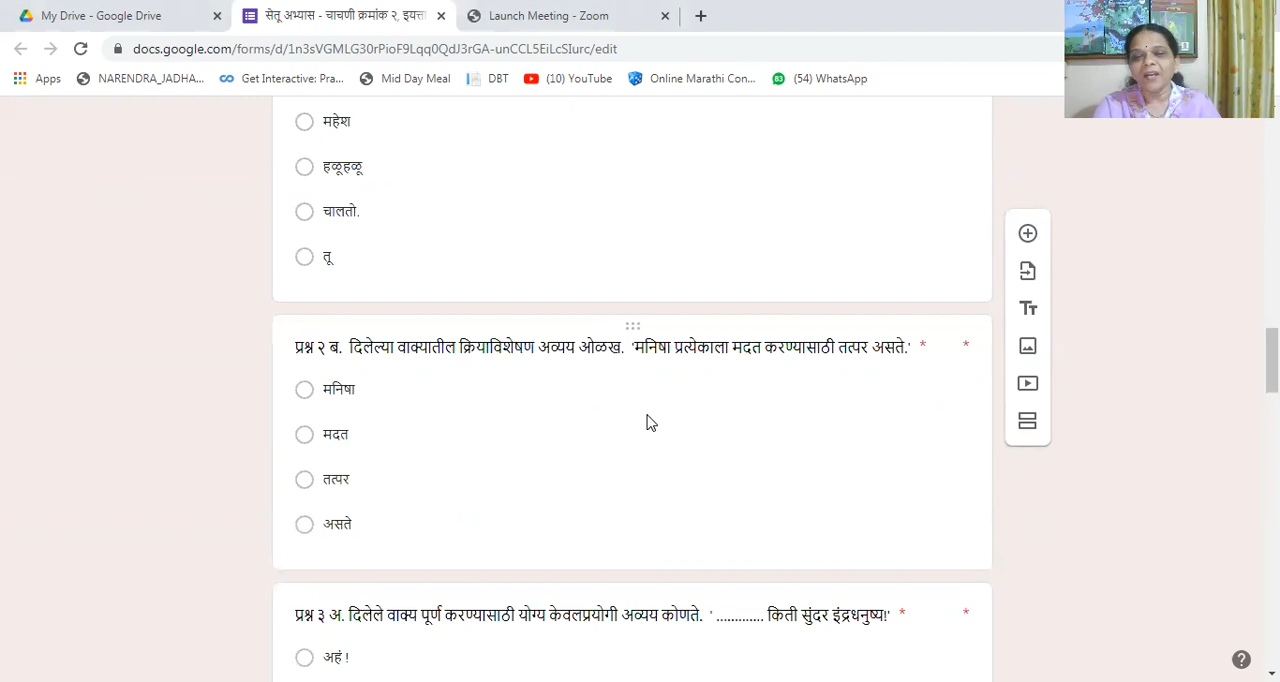 My Drive - Google Drive
सेतू अभ्यास - चाचणी क्रमांक २, इयत्ता
Launch Meeting - Zoom
docs.google.com/forms/d/1n3sVGMLG30rPioF9Lqq0QdJ3rGA-unCCL5EiLcSIurc/edit
Apps NARENDRA_JADHA... Get Interactive: Pra... Mid Day Meal DBT (10) YouTube Online Marathi Con... (54) WhatsApp
महेश
हळूहळू
चालतो.
तू
प्रश्न २ ब. दिलेल्या वाक्यातील क्रियाविशेषण अव्यय ओळख. 'मनिषा प्रत्येकाला मदत करण्यासाठी तत्पर असते.' * *
मनिषा
मदत
तत्पर
असते
प्रश्न ३ अ. दिलेले वाक्य पूर्ण करण्यासाठी योग्य केवलप्रयोगी अव्यय कोणते. ' ............. किती सुंदर इंद्रधनुष्य!' * *
अहं !